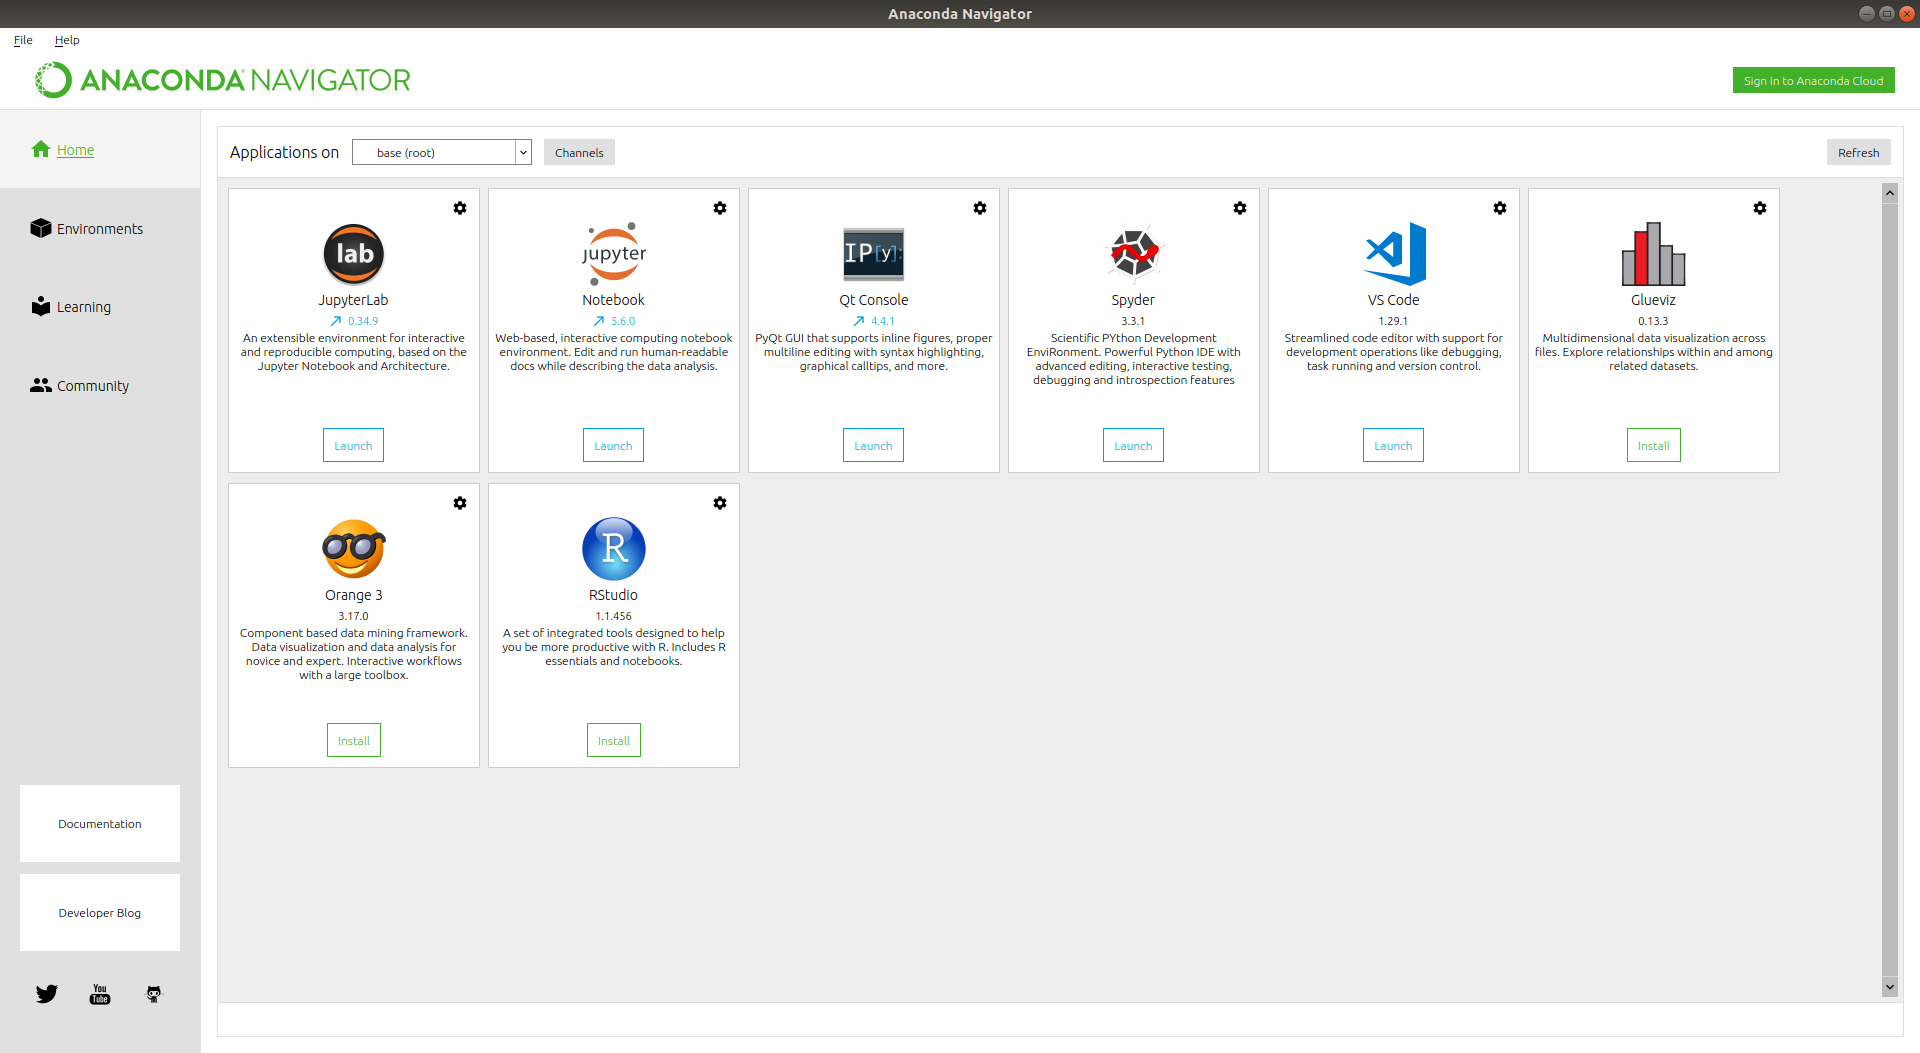 Anaconda Navigator
File Help
ANACONDA NAVIGATOR
Sign in to Anaconda Cloud
Home
Environments
Learning
Community
Documentation
Developer Blog
You
Tube
Applications on base (root) Channels Refresh
lab
JupyterLab
0.34.9
An extensible environment for interactive
and reproducible computing, based on the
Jupyter Notebook and Architecture.
Launch
jupyter
Notebook
5.6.0
Web-based, interactive computing notebook
environment. Edit and run human-readable
docs while describing the data analysis.
Launch
IP[y]:
Qt Console
4.4.1
PyQt GUI that supports inline figures, proper
multiline editing with syntax highlighting,
graphical calltips, and more.
Launch
Spyder
3.3.1
Scientific PYthon Development
EnviRonment. Powerful Python IDE with
advanced editing, interactive testing,
debugging and introspection features
Launch
VS Code
1.29.1
Streamlined code editor with support for
development operations like debugging,
task running and version control.
Launch
Glueviz
0.13.3
Multidimensional data visualization across
files. Explore relationships within and among
related datasets.
Install
Orange 3
3.17.0
Component based data mining framework.
Data visualization and data analysis for
novice and expert. Interactive workflows
with a large toolbox.
Install
R
RStudio
1.1.456
A set of integrated tools designed to help
you be more productive with R. Includes R
essentials and notebooks.
Install